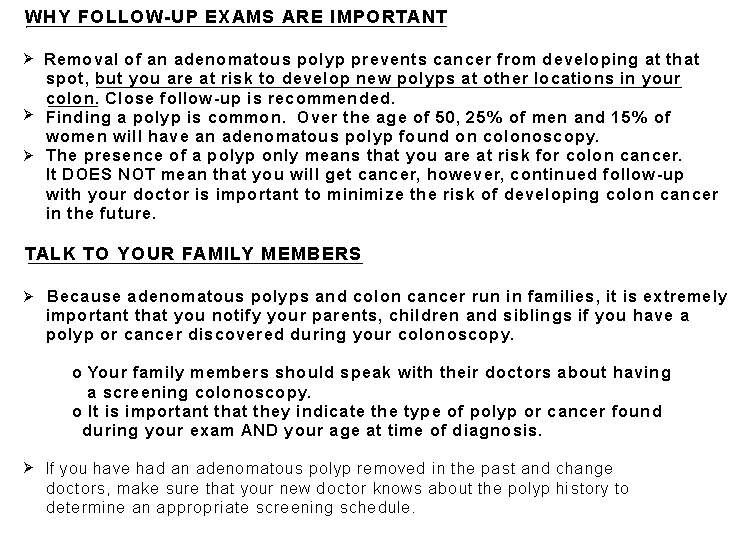 WHY FOLLOW-UP EXAMS ARE IMPORTANT
➢ Removal of an adenomatous polyp prevents cancer from developing at that
spot, but you are at risk to develop new polyps at other locations in your
colon. Close follow-up is recommended.
➢ Finding a polyp is common.  Over the age of 50, 25% of men and 15% of
women will have an adenomatous polyp found on colonoscopy.
➢ The presence of a polyp only means that you are at risk for colon cancer.
It DOES NOT mean that you will get cancer, however, continued follow-up
with your doctor is important to minimize the risk of developing colon cancer
in the future.
TALK TO YOUR FAMILY MEMBERS
➢ Because adenomatous polyps and colon cancer run in families, it is extremely
important that you notify your parents, children and siblings if you have a
polyp or cancer discovered during your colonoscopy.
o Your family members should speak with their doctors about having
a screening colonoscopy.
o It is important that they indicate the type of polyp or cancer found
during your exam AND your age at time of diagnosis.
➢ If you have had an adenomatous polyp removed in the past and change
doctors, make sure that your new doctor knows about the polyp history to
determine an appropriate screening schedule.